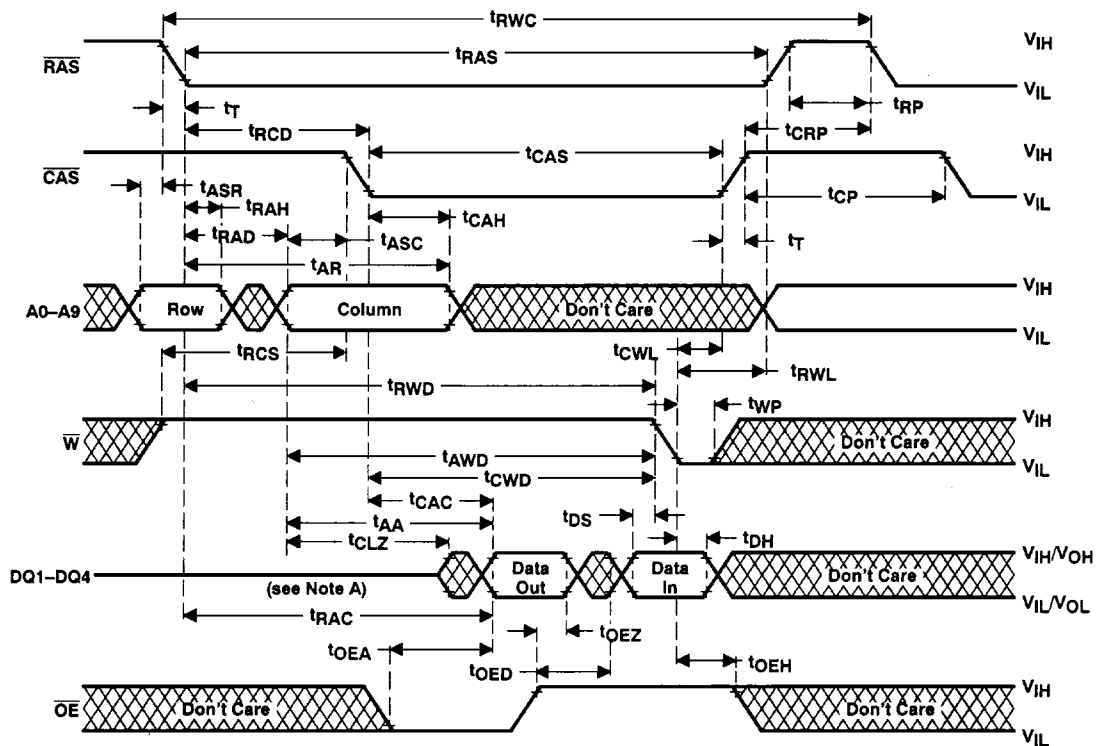 tRWC
VIH
tRAS
RAS
VIL
tT
tRP
tRCD
tCRP
VIH
tCAS
CAS
tASR
VIL
tCP
tRAH
tCAH
tRAD
tASC
tT
tAR
VIH
A0–A9
Row
Column
Don't Care
VIL
tRCS
tCWL
tRWL
tRWD
tWP
VIH
W
Don't Care
tAWD
VIL
tCWD
tCAC
tAA
tDS
tCLZ
tDH
VIH/VOH
DQ1–DQ4
Data Out
Data In
Don't Care
(see Note A)
VIL/VOL
tRAC
tOEZ
tOEA
tOED
tOEH
VIH
OE
Don't Care
Don't Care
VIL